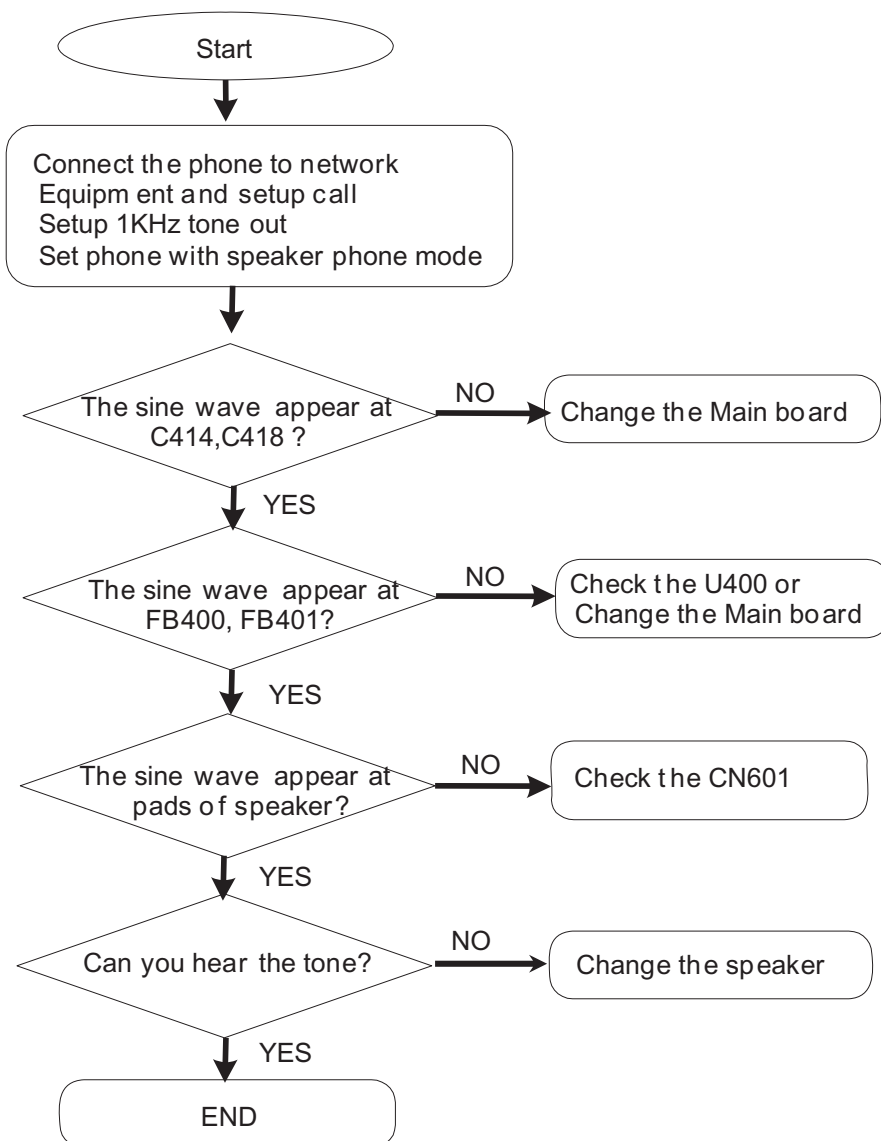 Start
Connect the phone to network
Equipm ent and setup call
Setup 1KHz tone out
Set phone with speaker phone mode
The sine wave appear at
C414,C418 ?
NO
Change the Main board
YES
The sine wave appear at
FB400, FB401?
NO
Check the U400 or
Change the Main board
YES
The sine wave appear at
pads of speaker?
NO
Check the CN601
YES
Can you hear the tone?
NO
Change the speaker
YES
END